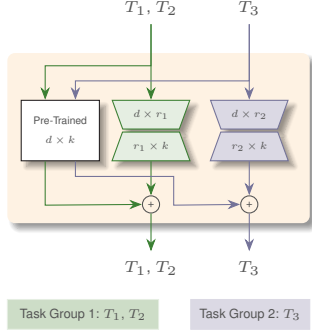 T₁, T₂ T₃
Pre-Trained
d × k
d × r₁
r₁ × k
d × r₂
r₂ × k
+ +
T₁, T₂ T₃
Task Group 1: T₁, T₂ Task Group 2: T₃